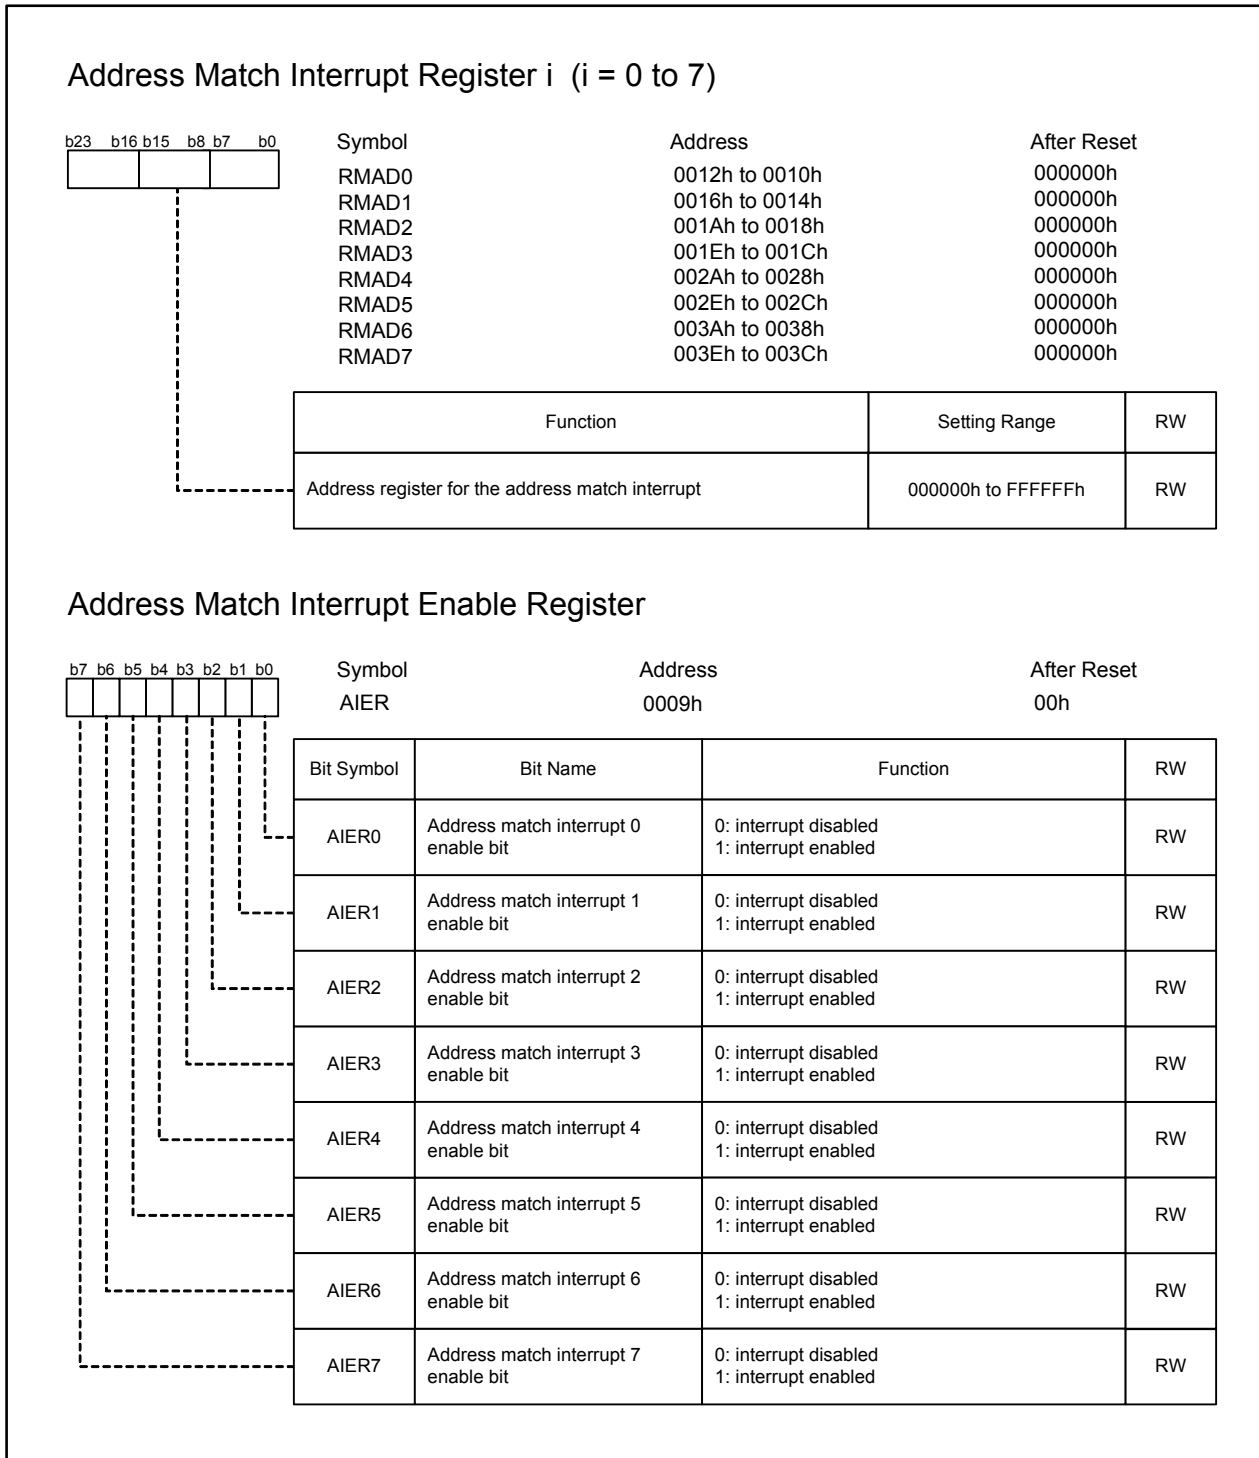 Address Match Interrupt Register i (i = 0 to 7)
b23 b16 b15 b8 b7 b0
Symbol Address After Reset
RMAD0 0012h to 0010h 000000h
RMAD1 0016h to 0014h 000000h
RMAD2 001Ah to 0018h 000000h
RMAD3 001Eh to 001Ch 000000h
RMAD4 002Ah to 0028h 000000h
RMAD5 002Eh to 002Ch 000000h
RMAD6 003Ah to 0038h 000000h
RMAD7 003Eh to 003Ch 000000h
Function Setting Range RW
Address register for the address match interrupt 000000h to FFFFFFh RW
Address Match Interrupt Enable Register
b7 b6 b5 b4 b3 b2 b1 b0
Symbol Address After Reset
AIER 0009h 00h
Bit Symbol Bit Name Function RW
AIER0 Address match interrupt 0 enable bit 0: interrupt disabled 1: interrupt enabled RW
AIER1 Address match interrupt 1 enable bit 0: interrupt disabled 1: interrupt enabled RW
AIER2 Address match interrupt 2 enable bit 0: interrupt disabled 1: interrupt enabled RW
AIER3 Address match interrupt 3 enable bit 0: interrupt disabled 1: interrupt enabled RW
AIER4 Address match interrupt 4 enable bit 0: interrupt disabled 1: interrupt enabled RW
AIER5 Address match interrupt 5 enable bit 0: interrupt disabled 1: interrupt enabled RW
AIER6 Address match interrupt 6 enable bit 0: interrupt disabled 1: interrupt enabled RW
AIER7 Address match interrupt 7 enable bit 0: interrupt disabled 1: interrupt enabled RW